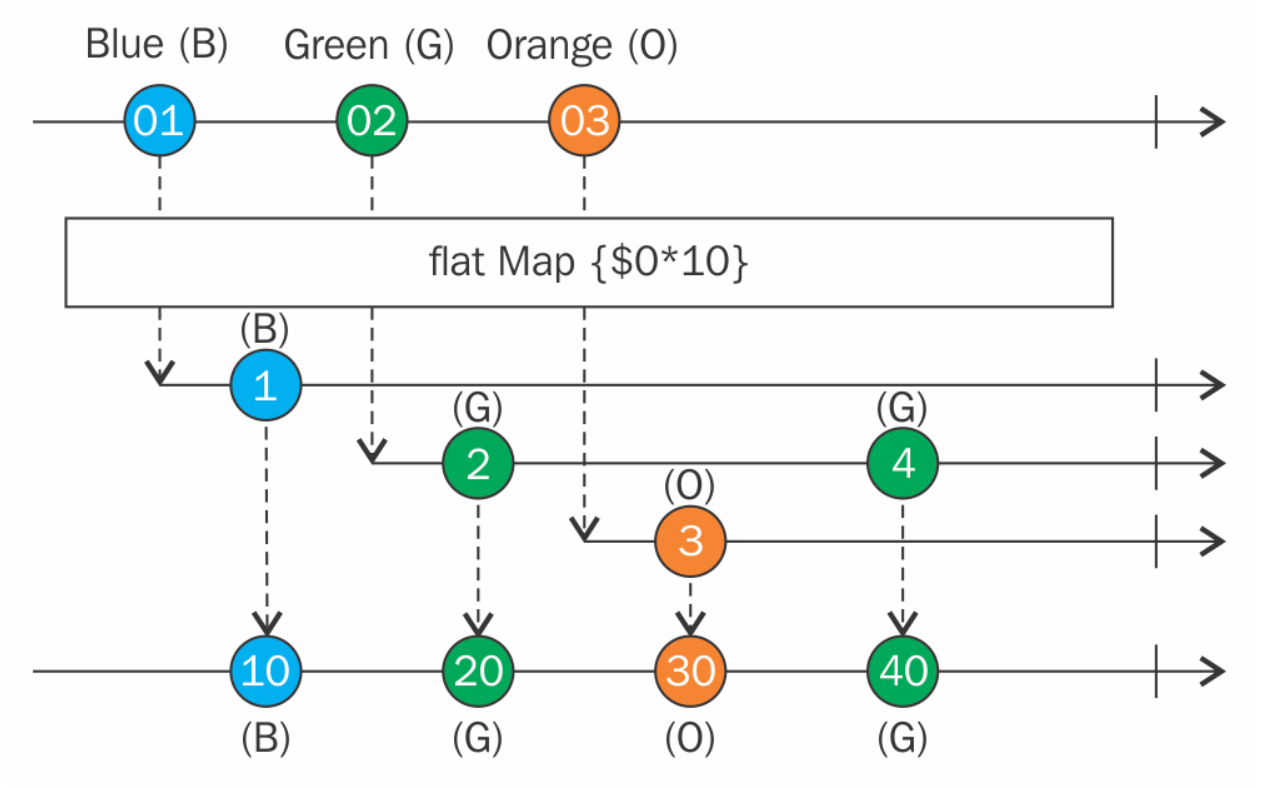 Blue (B) Green (G) Orange (O)
01 02 03
flat Map {$0*10}
(B)
1
(G) (G)
2 4
(O)
3
10 20 30 40
(B) (G) (O) (G)